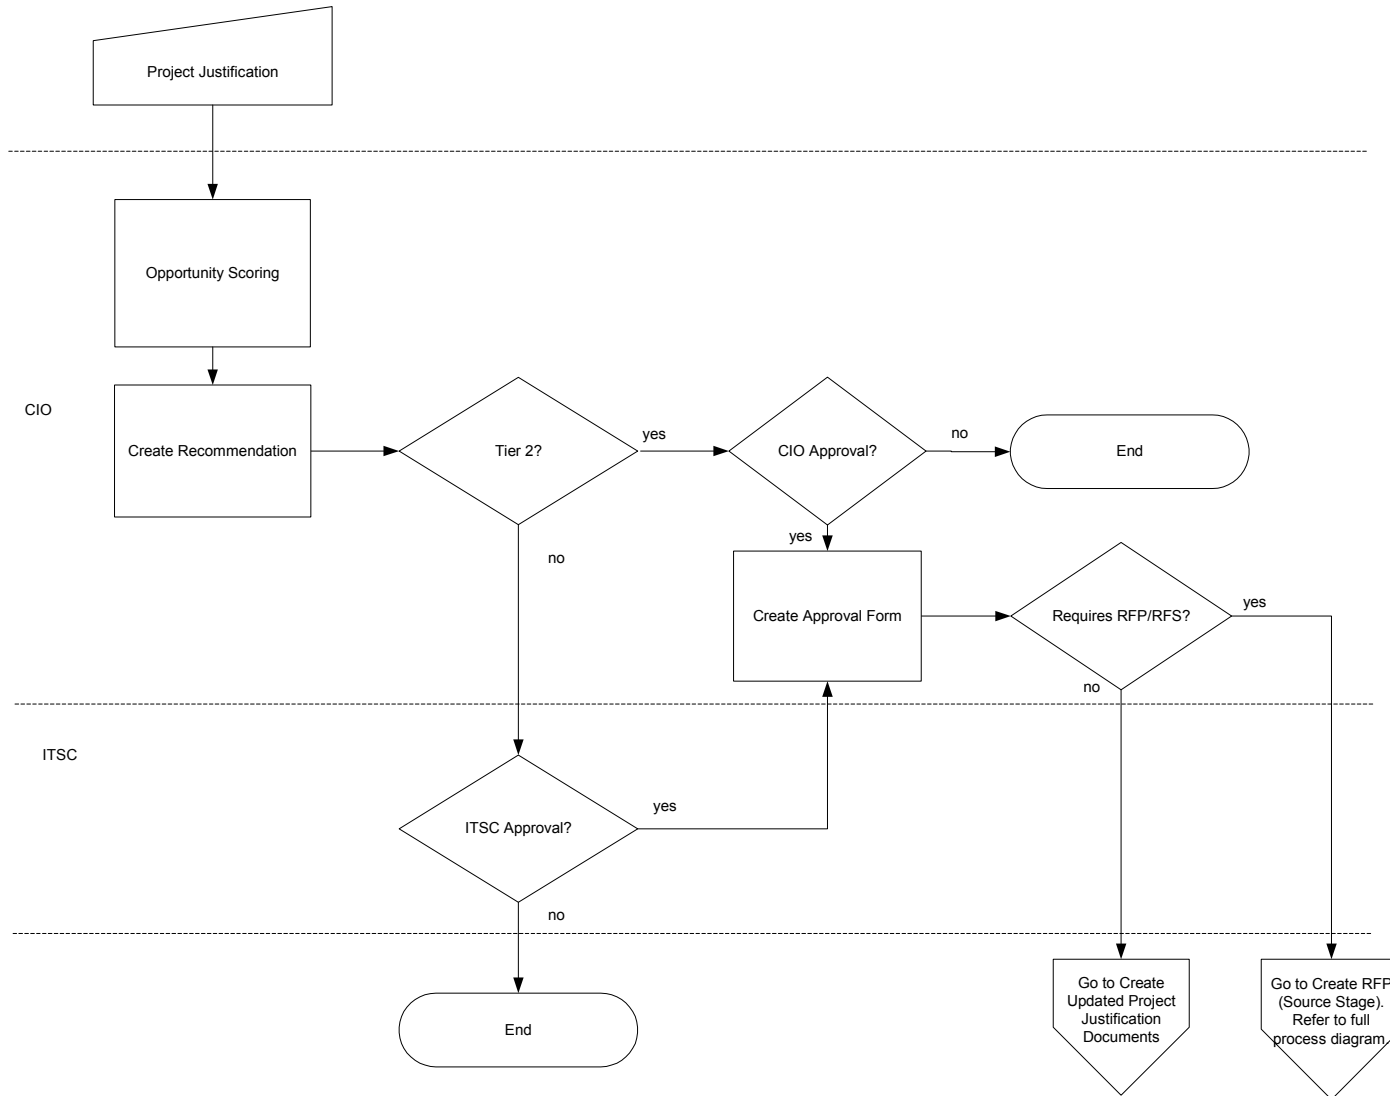 Project Justification
Opportunity Scoring
CIO
Create Recommendation
Tier 2?
yes
CIO Approval?
no
End
no
yes
Create Approval Form
Requires RFP/RFS?
yes
no
ITSC
ITSC Approval?
yes
no
End
Go to Create
Updated Project
Justification
Documents
Go to Create RFP
(Source Stage).
Refer to full
process diagram.